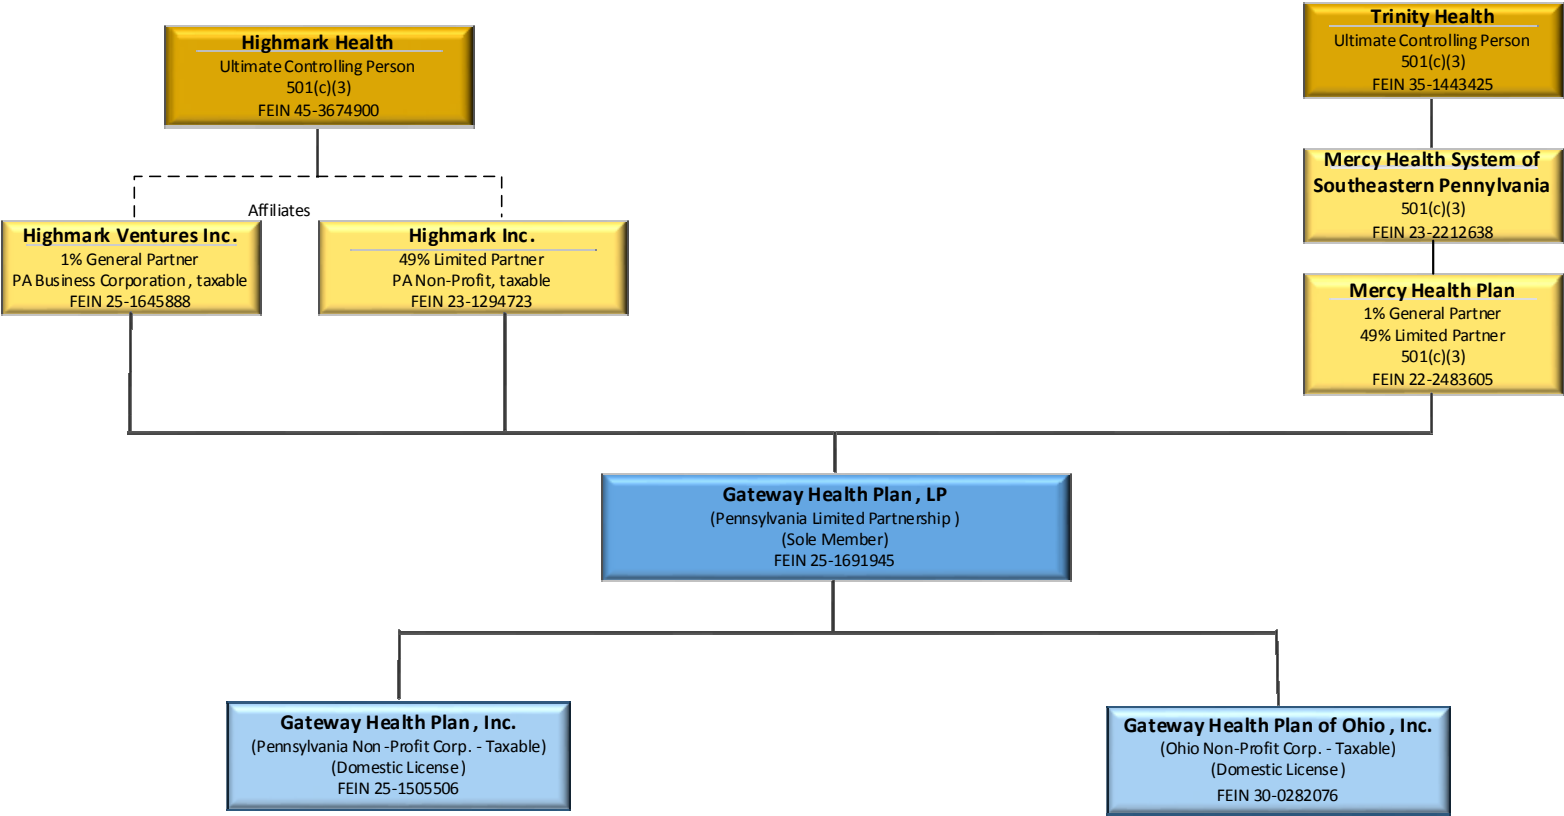 Highmark Health
Ultimate Controlling Person
501(c)(3)
FEIN 45-3674900
Trinity Health
Ultimate Controlling Person
501(c)(3)
FEIN 35-1443425
Mercy Health System of
Southeastern Pennylvania
501(c)(3)
FEIN 23-2212638
Affiliates
Highmark Ventures Inc.
1% General Partner
PA Business Corporation , taxable
FEIN 25-1645888
Highmark Inc.
49% Limited Partner
PA Non-Profit, taxable
FEIN 23-1294723
Mercy Health Plan
1% General Partner
49% Limited Partner
501(c)(3)
FEIN 22-2483605
Gateway Health Plan , LP
(Pennsylvania Limited Partnership )
(Sole Member)
FEIN 25-1691945
Gateway Health Plan , Inc.
(Pennsylvania Non -Profit Corp. - Taxable)
(Domestic License )
FEIN 25-1505506
Gateway Health Plan of Ohio , Inc.
(Ohio Non-Profit Corp. - Taxable)
(Domestic License )
FEIN 30-0282076